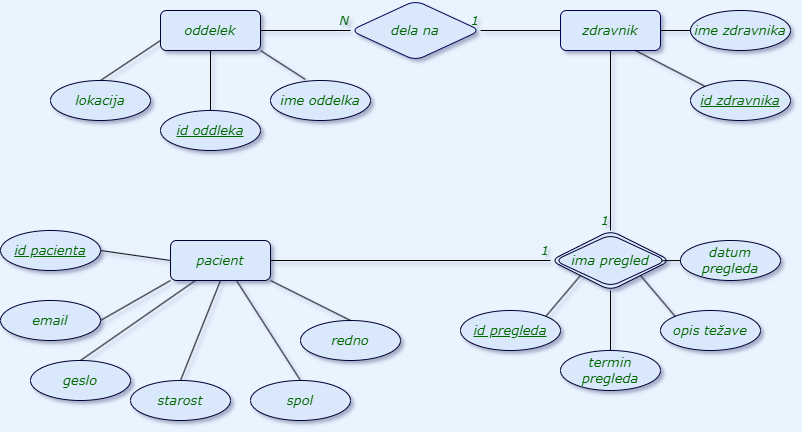 oddelek
N
dela na
1
zdravnik
ime zdravnika
lokacija
id oddleka
ime oddelka
id zdravnika
1
id pacienta
pacient
1
ima pregled
datum
pregleda
email
redno
id pregleda
opis težave
geslo
starost
spol
termin
pregleda